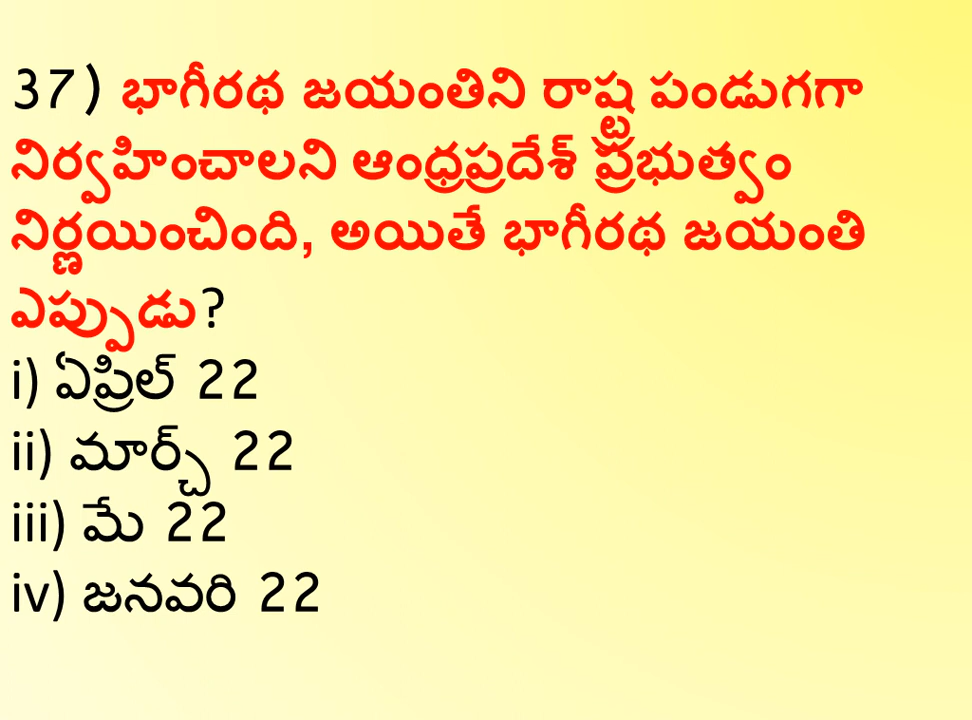 37) భాగీరథ జయంతిని రాష్ట్ర పండుగగా
నిర్వహించాలని ఆంధ్రప్రదేశ్ ప్రభుత్వం
నిర్ణయించింది, అయితే భాగీరథ జయంతి
ఎప్పుడు?
i) ఏప్రిల్ 22
ii) మార్చ్ 22
iii) మే 22
iv) జనవరి 22